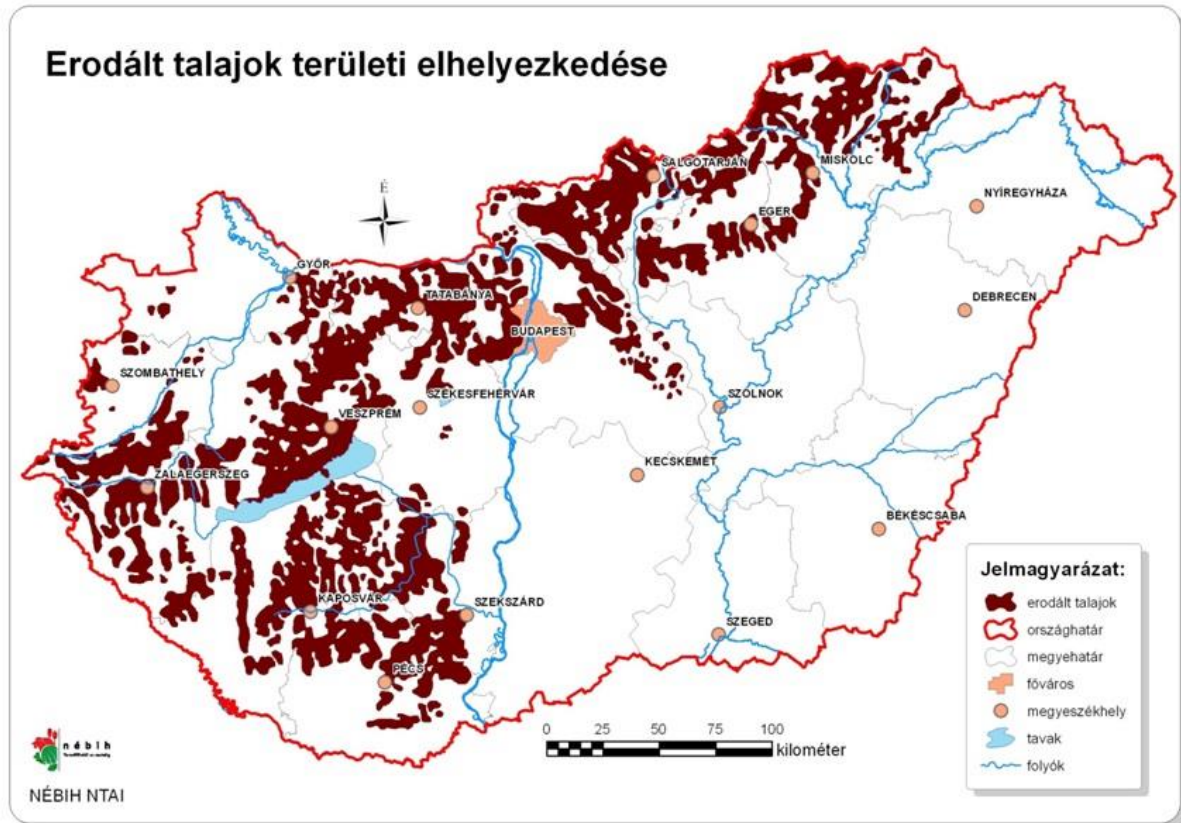 Erodált talajok területi elhelyezkedése
É
SALGÓTARJÁN
MISKOLC
NYÍREGYHÁZA
EGER
GYŐR
TATABÁNYA
DEBRECEN
BUDAPEST
SZOMBATHELY
SZÉKESFEHÉRVÁR
SZOLNOK
VESZPRÉM
ZALAEGERSZEG
KECSKEMÉT
BÉKÉSCSABA
KAPOSVÁR
SZEKSZÁRD
SZEGED
PÉCS
Jelmagyarázat:
erodált talajok
országhatár
megyehatár
főváros
megyeszékhely
tavak
folyók
0 25 50 75 100
kilométer
nébih
NÉBIH NTAI